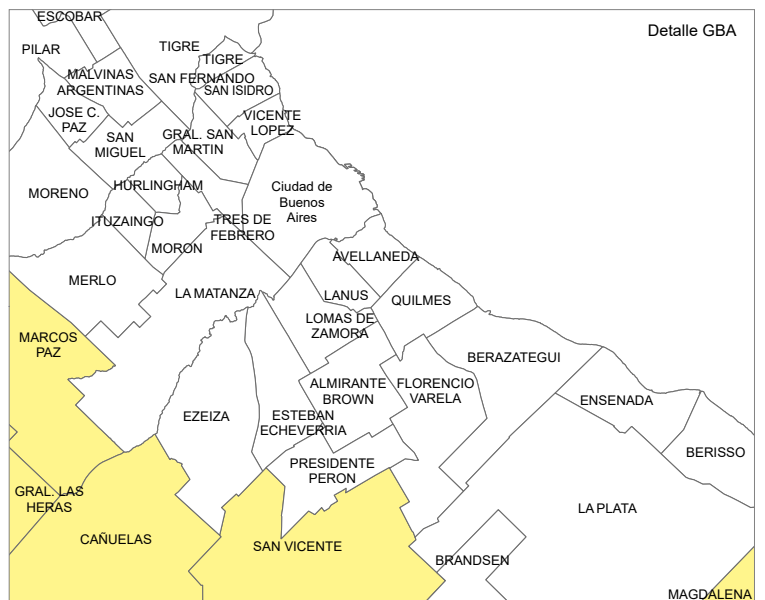 ESCOBAR
Detalle GBA
PILAR
TIGRE
TIGRE
MALVINAS
ARGENTINAS
SAN FERNANDO
SAN ISIDRO
JOSE C.
PAZ
VICENTE
LOPEZ
SAN
MIGUEL
GRAL. SAN
MARTIN
MORENO
HURLINGHAM
Ciudad de
Buenos
Aires
ITUZAINGO
TRES DE
FEBRERO
MORON
AVELLANEDA
MERLO
LA MATANZA
LANUS
QUILMES
LOMAS DE
ZAMORA
MARCOS
PAZ
BERAZATEGUI
ALMIRANTE
BROWN
FLORENCIO
VARELA
ENSENADA
EZEIZA
ESTEBAN
ECHEVERRIA
BERISSO
PRESIDENTE
PERON
GRAL. LAS
HERAS
LA PLATA
CAÑUELAS
SAN VICENTE
BRANDSEN
MAGDALENA